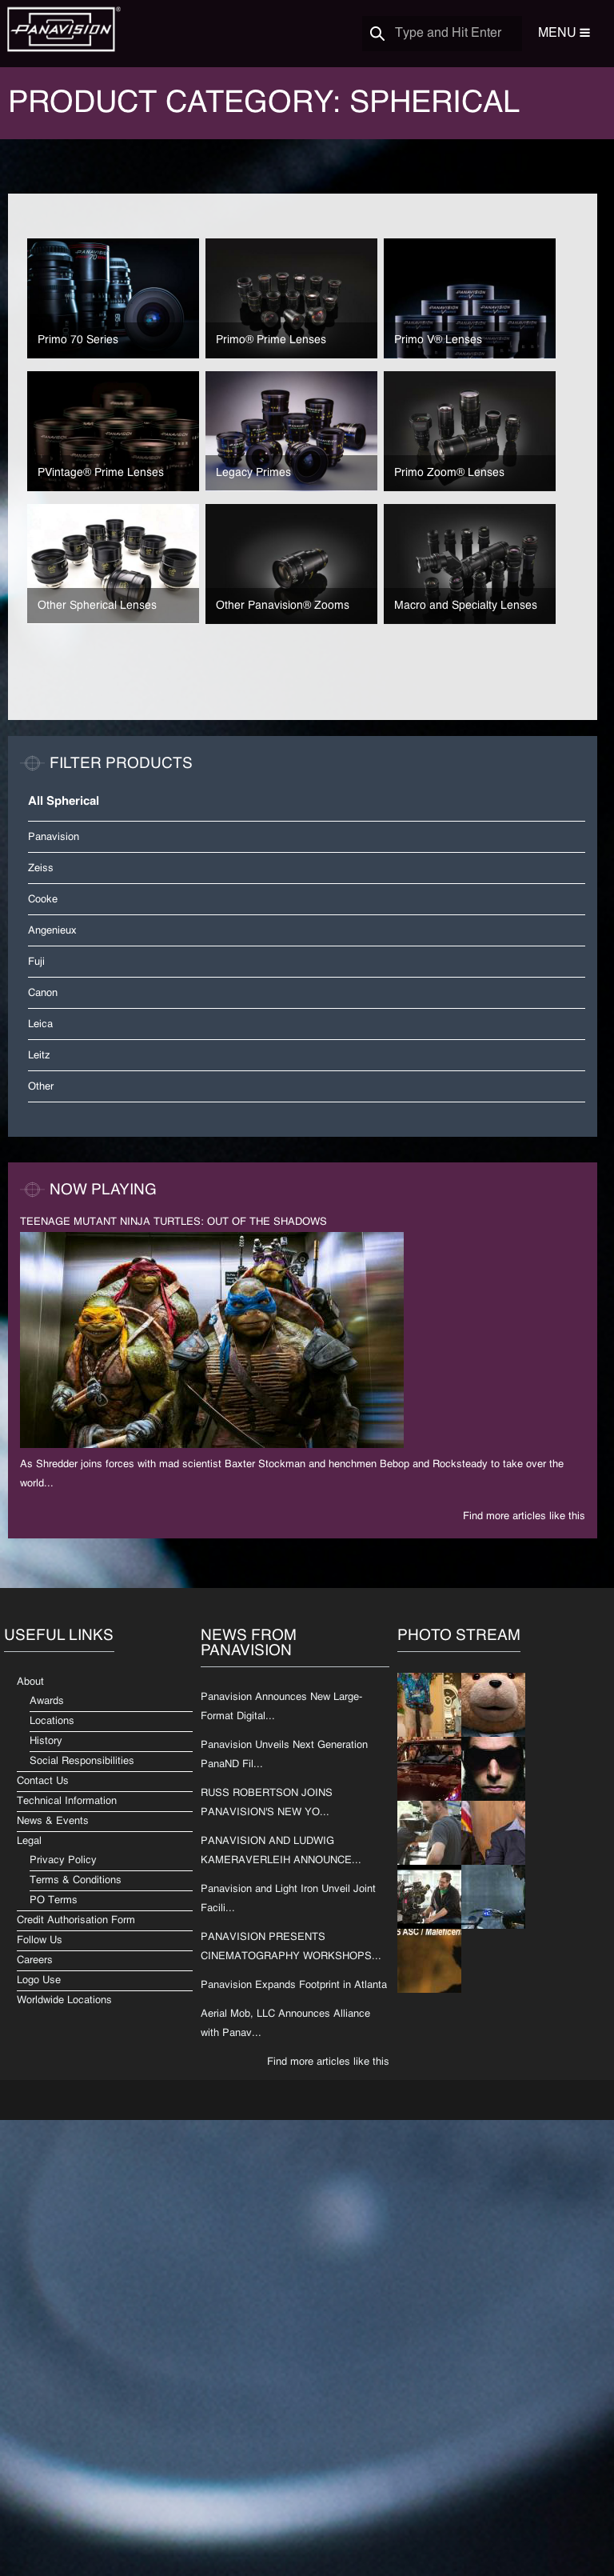 PANAVISION®
Type and Hit Enter
MENU
PRODUCT CATEGORY: SPHERICAL
Primo 70 Series
Primo® Prime Lenses
Primo V® Lenses
PVintage® Prime Lenses
Legacy Primes
Primo Zoom® Lenses
Other Spherical Lenses
Other Panavision® Zooms
Macro and Specialty Lenses
FILTER PRODUCTS
All Spherical
Panavision
Zeiss
Cooke
Angenieux
Fuji
Canon
Leica
Leitz
Other
NOW PLAYING
TEENAGE MUTANT NINJA TURTLES: OUT OF THE SHADOWS
As Shredder joins forces with mad scientist Baxter Stockman and henchmen Bebop and Rocksteady to take over the
world...
Find more articles like this
USEFUL LINKS
About
Awards
Locations
History
Social Responsibilities
Contact Us
Technical Information
News & Events
Legal
Privacy Policy
Terms & Conditions
PO Terms
Credit Authorisation Form
Follow Us
Careers
Logo Use
Worldwide Locations
NEWS FROM
PANAVISION
Panavision Announces New Large-
Format Digital...
Panavision Unveils Next Generation
PanaND Fil...
RUSS ROBERTSON JOINS
PANAVISION'S NEW YO...
PANAVISION AND LUDWIG
KAMERAVERLEIH ANNOUNCE...
Panavision and Light Iron Unveil Joint
Facili...
PANAVISION PRESENTS
CINEMATOGRAPHY WORKSHOPS...
Panavision Expands Footprint in Atlanta
Aerial Mob, LLC Announces Alliance
with Panav...
Find more articles like this
PHOTO STREAM
S ASC / Maleficen